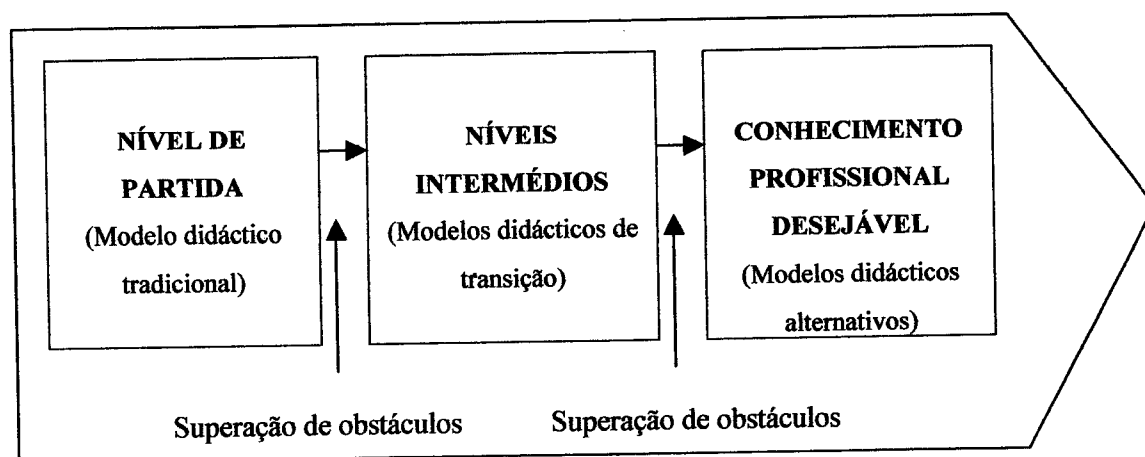 NÍVEL DE
PARTIDA
(Modelo didáctico
tradicional)
NÍVEIS
INTERMÉDIOS
(Modelos didácticos de
transição)
CONHECIMENTO
PROFISSIONAL
DESEJÁVEL
(Modelos didácticos
alternativos)
Superação de obstáculos
Superação de obstáculos